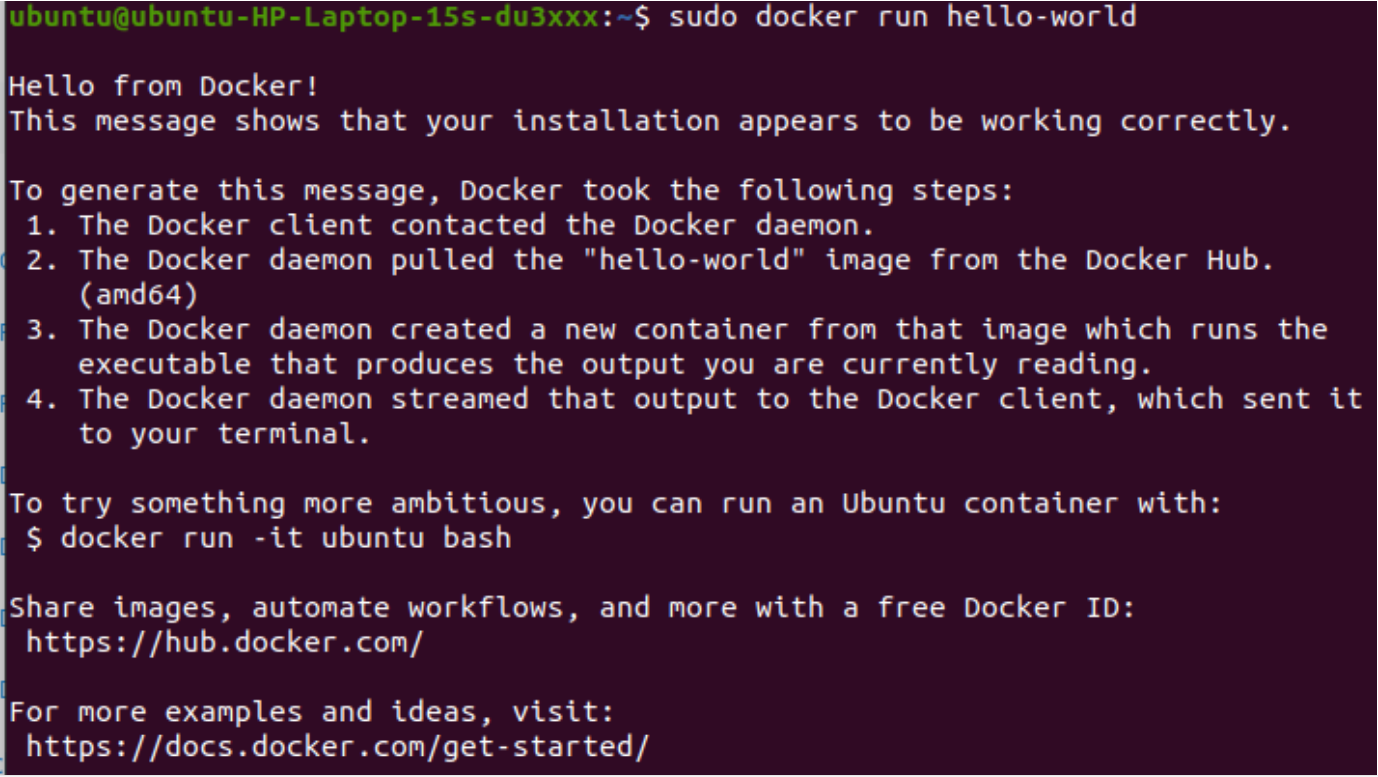 ubuntu@ubuntu-HP-Laptop-15s-du3xxx:~$ sudo docker run hello-world
Hello from Docker!
This message shows that your installation appears to be working correctly.
To generate this message, Docker took the following steps:
1. The Docker client contacted the Docker daemon.
2. The Docker daemon pulled the "hello-world" image from the Docker Hub.
(amd64)
3. The Docker daemon created a new container from that image which runs the
executable that produces the output you are currently reading.
4. The Docker daemon streamed that output to the Docker client, which sent it
to your terminal.
To try something more ambitious, you can run an Ubuntu container with:
$ docker run -it ubuntu bash
Share images, automate workflows, and more with a free Docker ID:
https://hub.docker.com/
For more examples and ideas, visit:
https://docs.docker.com/get-started/